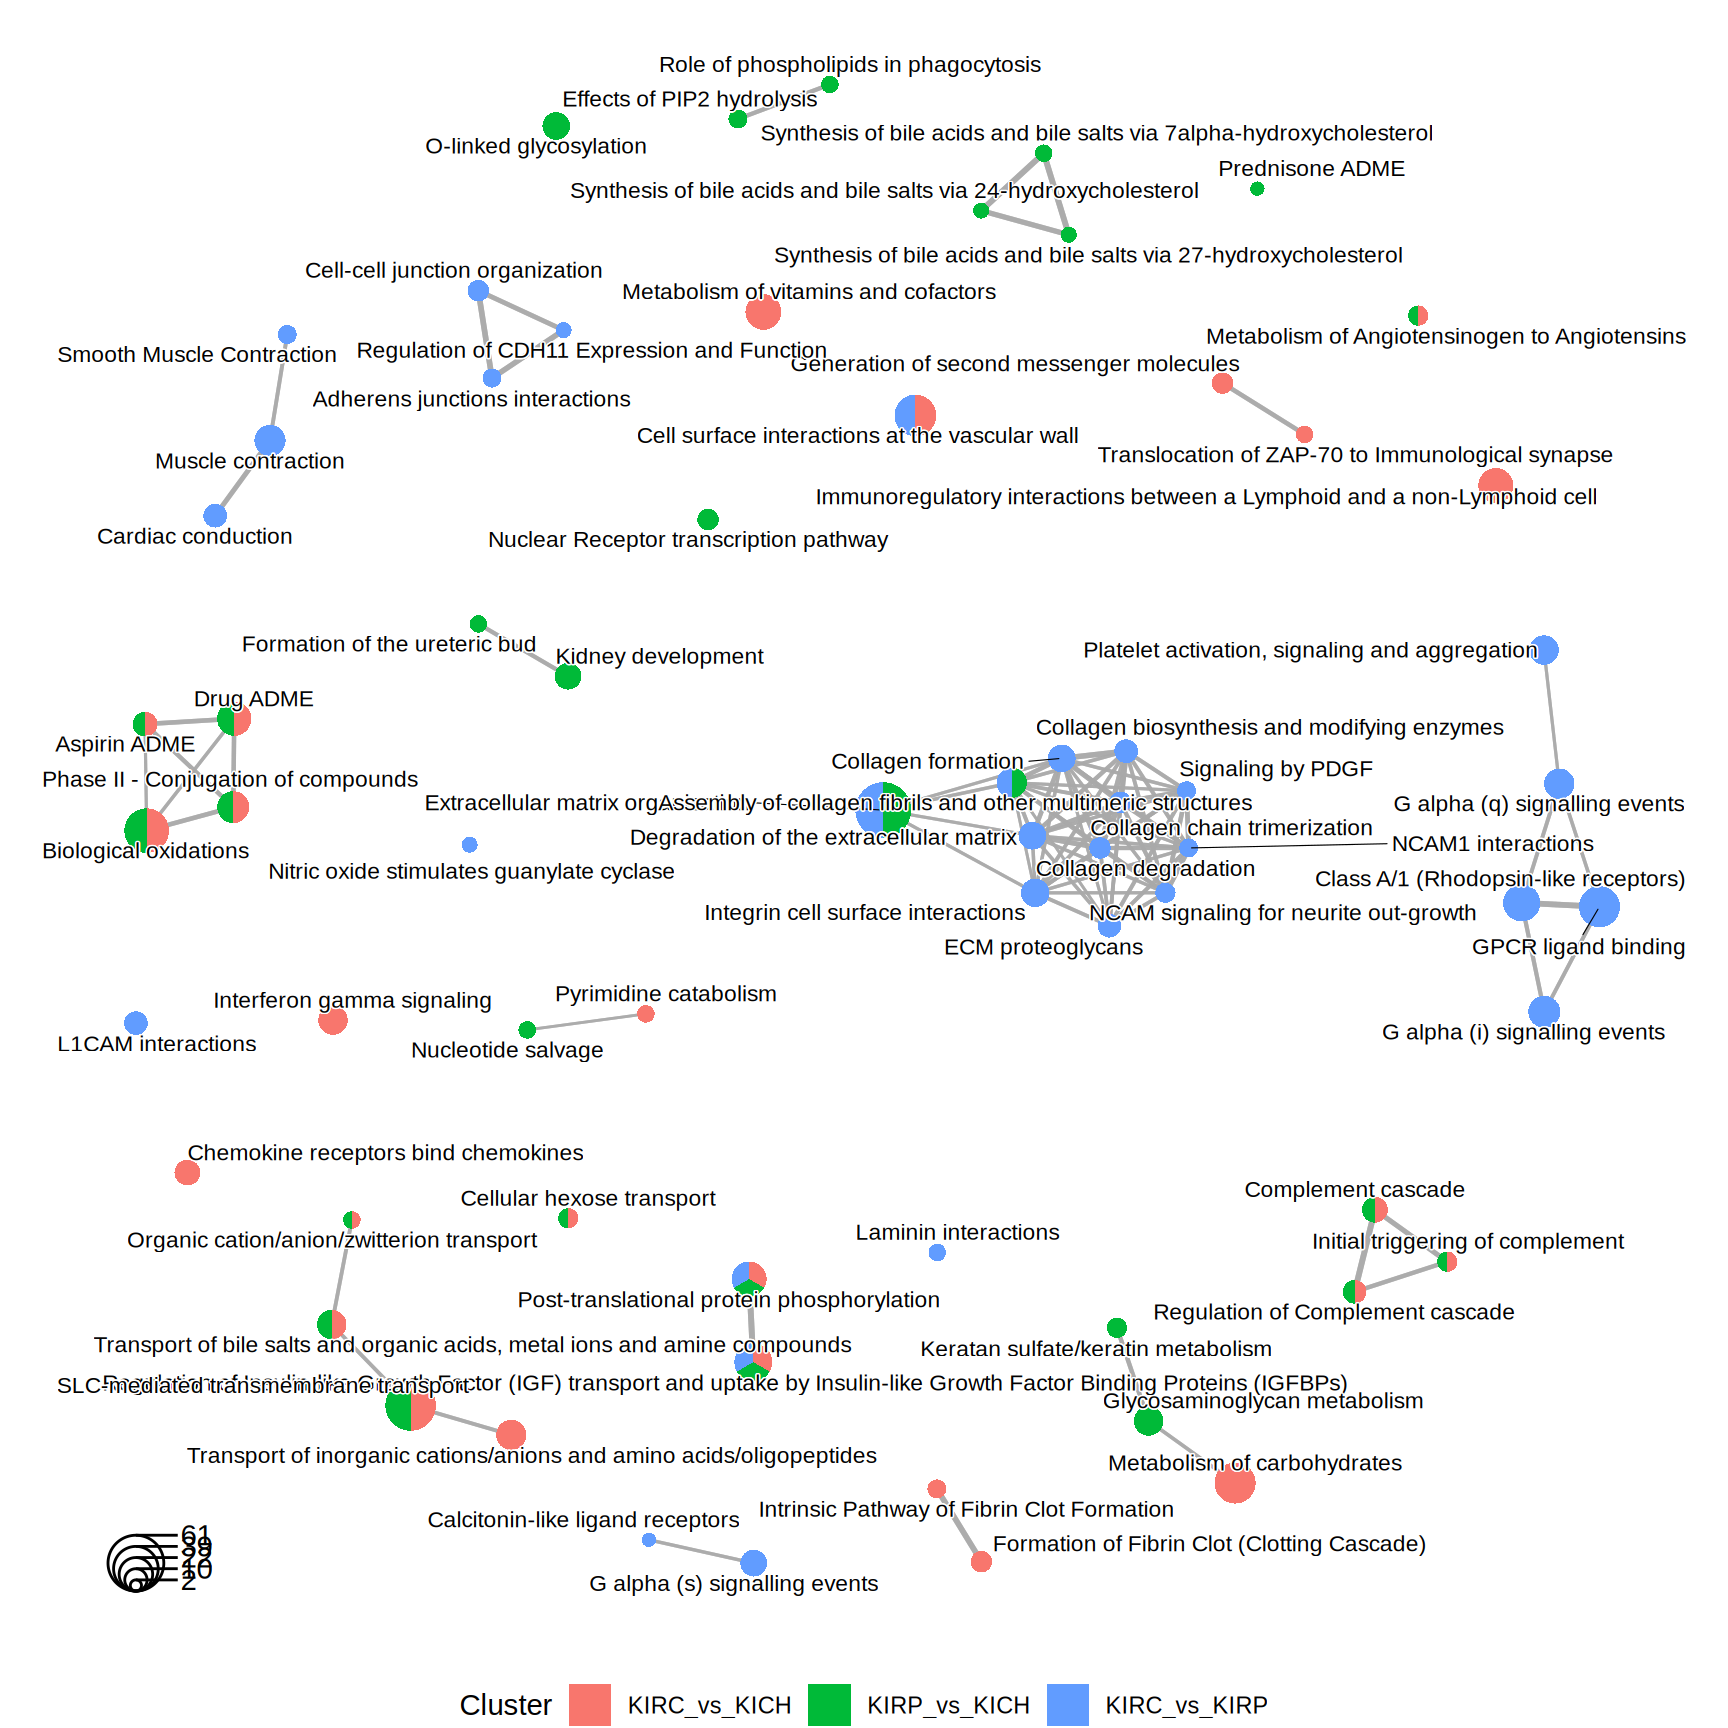 Role of phospholipids in phagocytosis
Effects of PIP2 hydrolysis
O-linked glycosylation
Synthesis of bile acids and bile salts via 7alpha-hydroxycholesterol
Prednisone ADME
Synthesis of bile acids and bile salts via 24-hydroxycholesterol
Synthesis of bile acids and bile salts via 27-hydroxycholesterol
Cell-cell junction organization
Metabolism of vitamins and cofactors
Metabolism of Angiotensinogen to Angiotensins
Smooth Muscle Contraction
Regulation of CDH11 Expression and Function
Generation of second messenger molecules
Adherens junctions interactions
Cell surface interactions at the vascular wall
Translocation of ZAP-70 to Immunological synapse
Muscle contraction
Immunoregulatory interactions between a Lymphoid and a non-Lymphoid cell
Cardiac conduction
Nuclear Receptor transcription pathway
Formation of the ureteric bud
Kidney development
Platelet activation, signaling and aggregation
Drug ADME
Aspirin ADME
Collagen biosynthesis and modifying enzymes
Collagen formation
Signaling by PDGF
Phase II - Conjugation of compounds
Extracellular matrix
Assembly of collagen fibrils and other multimeric structures
G alpha (q) signalling events
Degradation of the extracellular matrix
Collagen chain trimerization
NCAM1 interactions
Biological oxidations
Nitric oxide stimulates guanylate cyclase
Collagen degradation
Class A/1 (Rhodopsin-like receptors)
Integrin cell surface interactions
NCAM signaling for neurite out-growth
ECM proteoglycans
GPCR ligand binding
Interferon gamma signaling
Pyrimidine catabolism
L1CAM interactions
Nucleotide salvage
G alpha (i) signalling events
Chemokine receptors bind chemokines
Cellular hexose transport
Complement cascade
Organic cation/anion/zwitterion transport
Laminin interactions
Initial triggering of complement
Post-translational protein phosphorylation
Regulation of Complement cascade
Transport of bile salts and organic acids, metal ions and amine compounds
Keratan sulfate/keratin metabolism
SLC-mediated transmembrane transport
Factor (IGF) transport and uptake by Insulin-like Growth Factor Binding Proteins (IGFBPs)
Glycosaminoglycan metabolism
Transport of inorganic cations/anions and amino acids/oligopeptides
Metabolism of carbohydrates
Calcitonin-like ligand receptors
Intrinsic Pathway of Fibrin Clot Formation
Formation of Fibrin Clot (Clotting Cascade)
G alpha (s) signalling events
61
10
2
Cluster KIRC_vs_KICH KIRP_vs_KICH KIRC_vs_KIRP